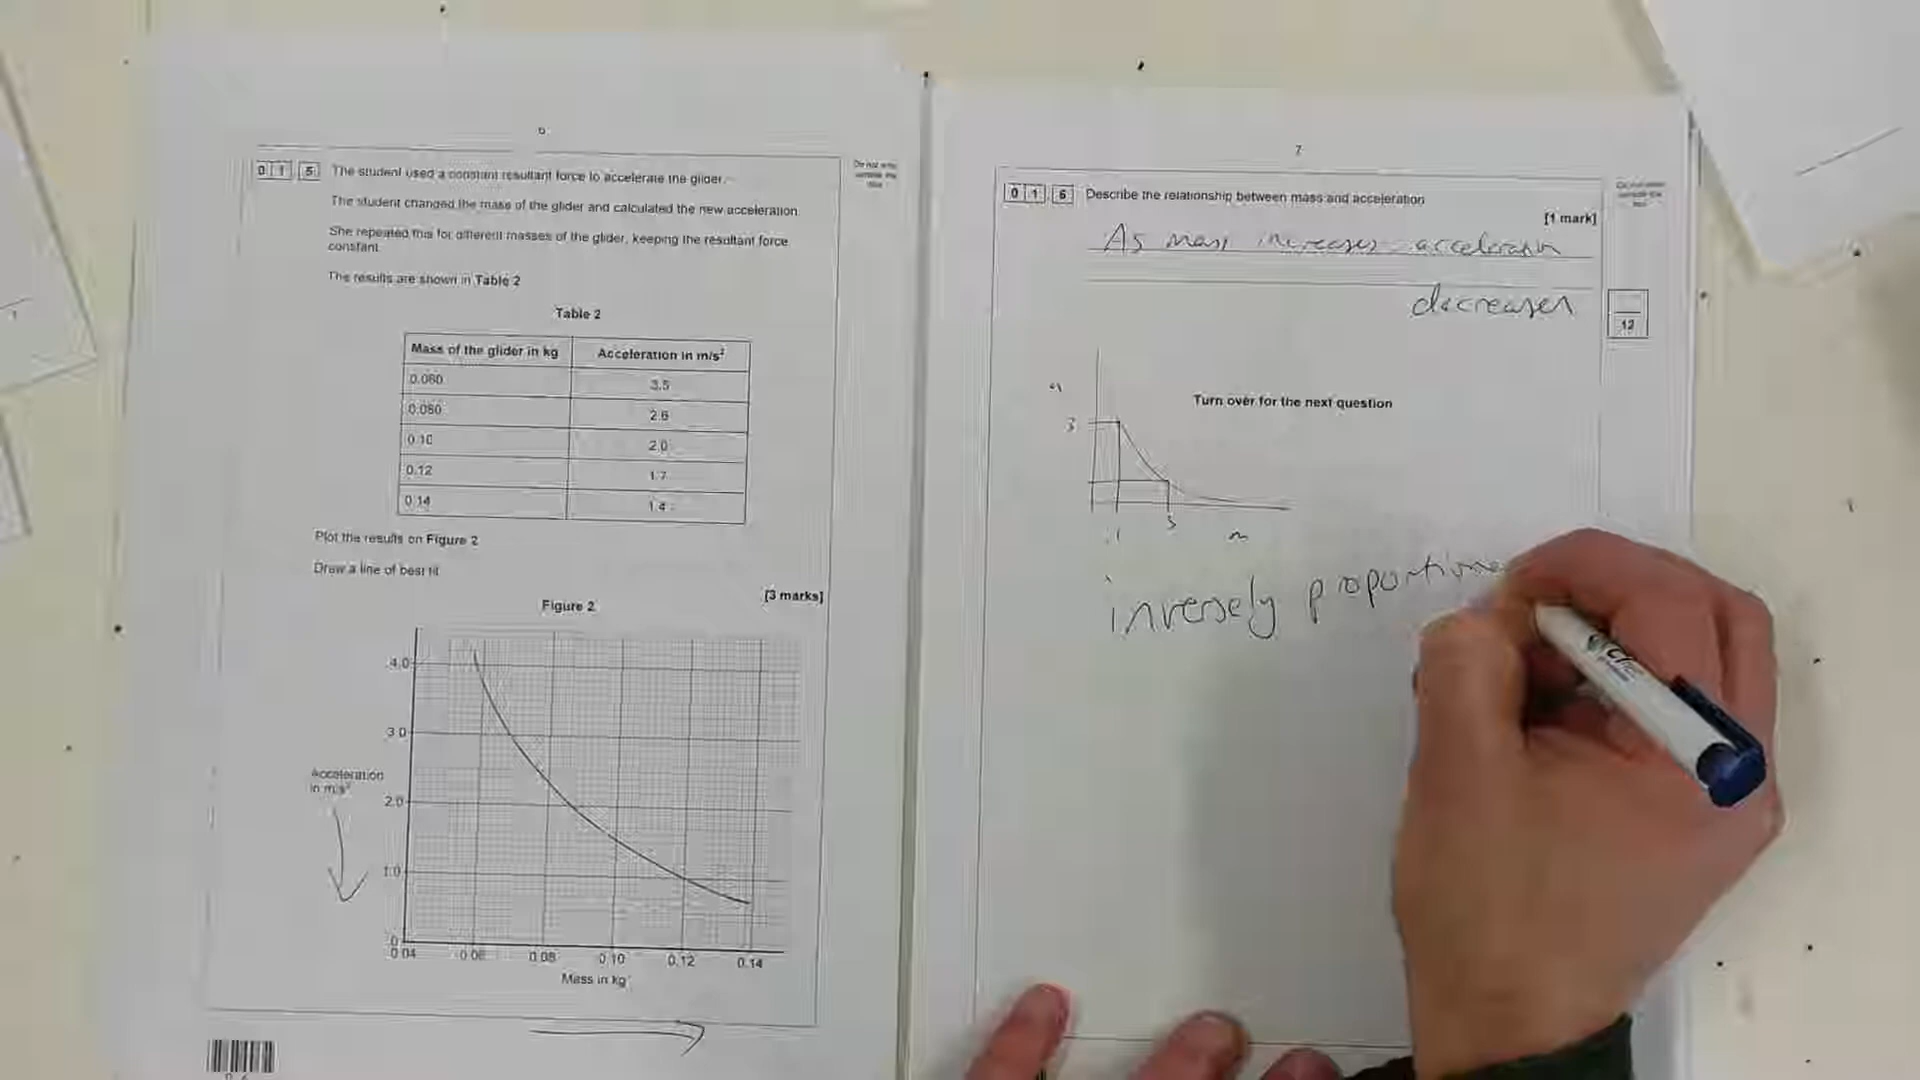 6
0 1 . 5 The student used a constant resultant force to accelerate the glider.
The student changed the mass of the glider and calculated the new acceleration.
She repeated this for different masses of the glider, keeping the resultant force
constant.
The results are shown in Table 2
Table 2
Mass of the glider in kg Acceleration in m/s²
0.060 3.5
0.080 2.6
0.10 2.0
0.12 1.7
0.14 1.4
Plot the results on Figure 2
Draw a line of best fit
[3 marks]
Figure 2
4.0
3.0
Acceleration
in m/s²
2.0
1.0
0
0.04 0.06 0.08 0.10 0.12 0.14
Mass in kg
7
0 1 . 6 Describe the relationship between mass and acceleration
[1 mark]
As mass increases acceleration
decreases
12
Turn over for the next question
3
m
inversely proportiona